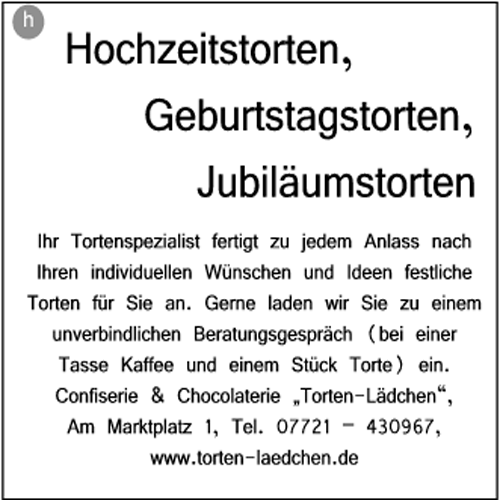 h
Hochzeitstorten,
Geburtstagstorten,
Jubiläumstorten
Ihr Tortenspezialist fertigt zu jedem Anlass nach
Ihren individuellen Wünschen und Ideen festliche
Torten für Sie an. Gerne laden wir Sie zu einem
unverbindlichen Beratungsgespräch (bei einer
Tasse Kaffee und einem Stück Torte) ein.
Confiserie & Chocolaterie „Torten-Lädchen“,
Am Marktplatz 1, Tel. 07721 – 430967,
www.torten-laedchen.de